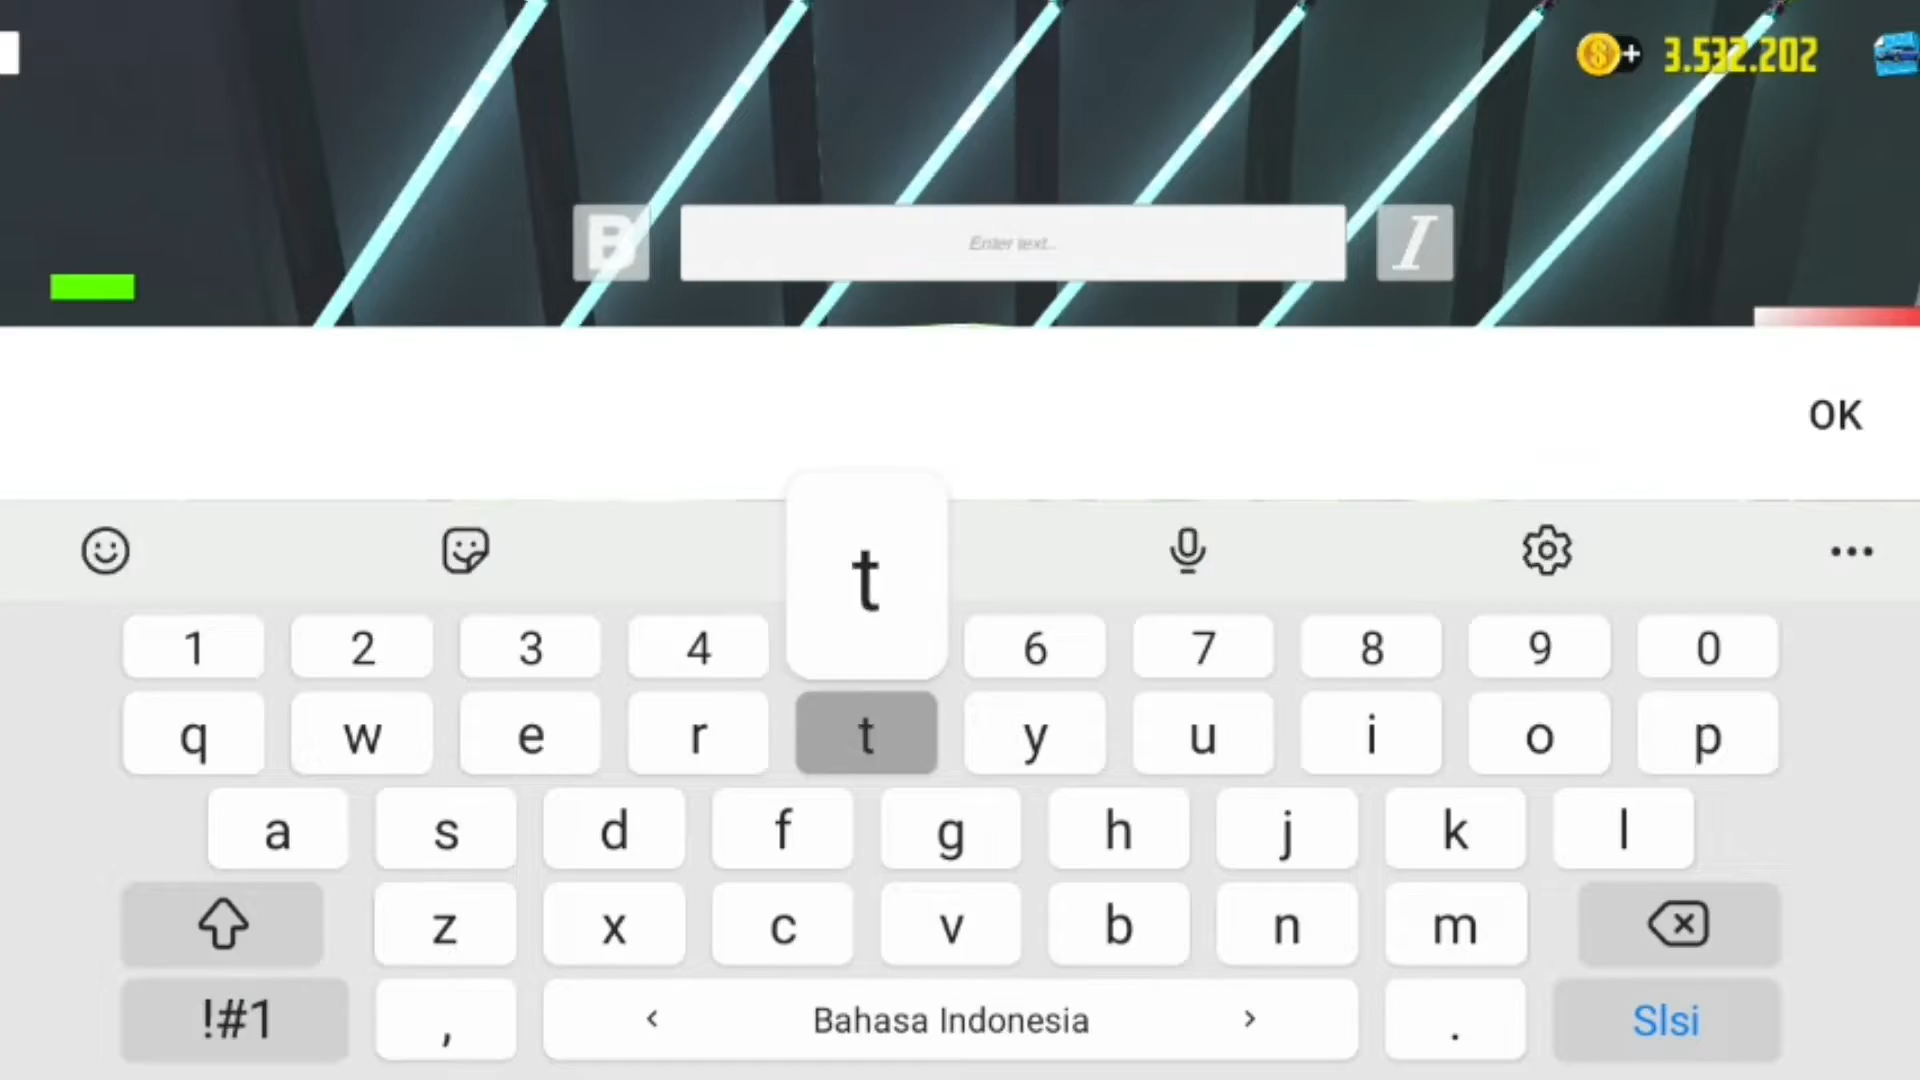 3.532.202
B Enter text... I
OK
t
1 2 3 4 6 7 8 9 0
q w e r t y u i o p
a s d f g h j k l
z x c v b n m
!#1 , < Bahasa Indonesia > . Slsi